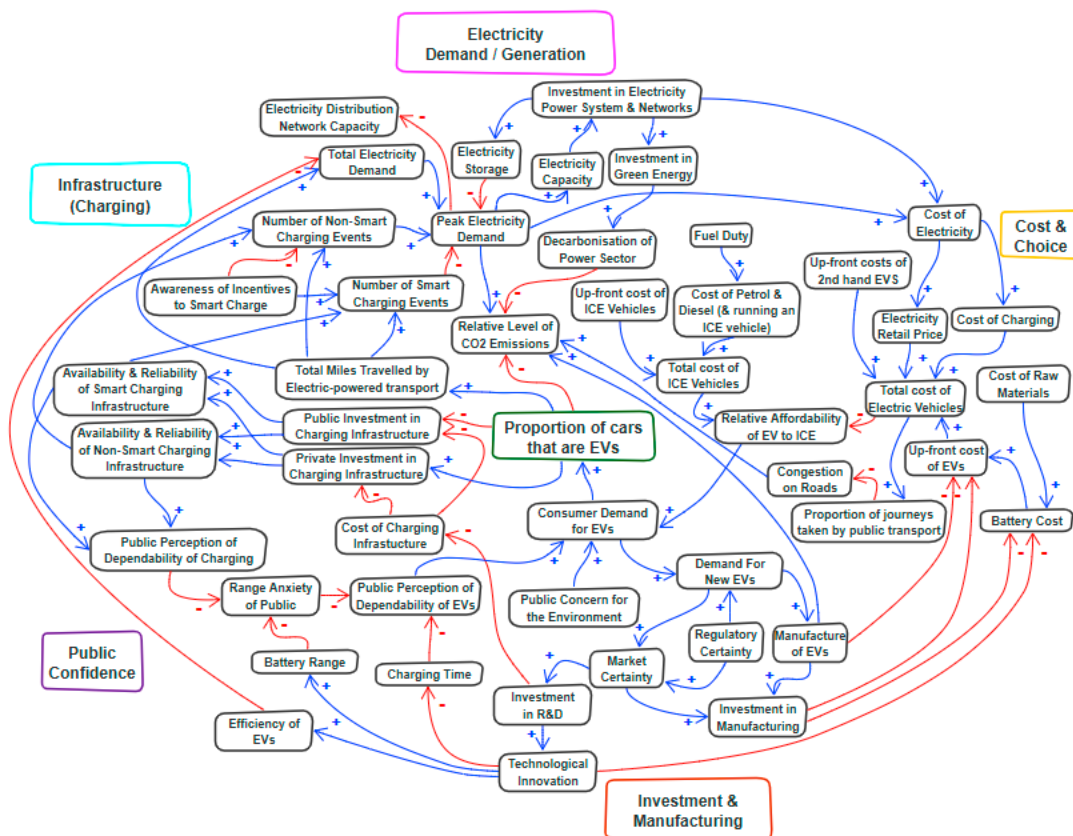 Electricity
Demand / Generation
Investment in Electricity
Power System & Networks
Electricity Distribution
Network Capacity
Total Electricity
Demand
Electricity
Storage
Electricity
Capacity
Investment in
Green Energy
Infrastructure
(Charging)
Number of Non-Smart
Charging Events
Peak Electricity
Demand
Decarbonisation of
Power Sector
Fuel Duty
Cost of
Electricity
Cost &
Choice
Awareness of Incentives
to Smart Charge
Number of Smart
Charging Events
Up-front cost of
ICE Vehicles
Cost of Petrol &
Diesel (& running an
ICE vehicle)
Up-front costs of
2nd hand EVS
Relative Level of
CO2 Emissions
Electricity
Retail Price
Cost of Charging
Availability & Reliability
of Smart Charging
Infrastructure
Total Miles Travelled by
Electric-powered transport
Total cost of
ICE Vehicles
Cost of Raw
Materials
Total cost of
Electric Vehicles
Public Investment in
Charging Infrastructure
Proportion of cars
that are EVs
Relative Affordability
of EV to ICE
Availability & Reliability
of Non-Smart Charging
Infrastructure
Private Investment in
Charging Infrastructure
Up-front cost
of EVs
Congestion
on Roads
Cost of Charging
Infastructure
Consumer Demand
for EVs
Proportion of journeys
taken by public transport
Battery Cost
Public Perception of
Dependability of Charging
Range Anxiety
of Public
Public Perception of
Dependability of EVs
Public Concern for
the Environment
Demand For
New EVs
Regulatory
Certainty
Manufacture
of EVs
Public
Confidence
Battery Range
Charging Time
Market
Certainty
Investment
in R&D
Investment in
Manufacturing
Efficiency of
EVs
Technological
Innovation
Investment &
Manufacturing